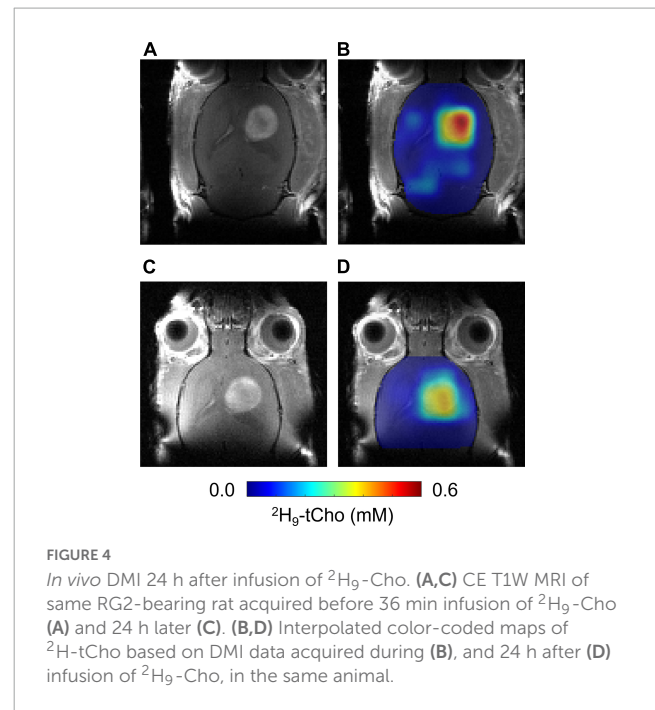 A
B
C
D
0.0
0.6
²H₉-tCho (mM)
FIGURE 4
In vivo DMI 24 h after infusion of ²H₉-Cho. (A,C) CE T1W MRI of
same RG2-bearing rat acquired before 36 min infusion of ²H₉-Cho
(A) and 24 h later (C). (B,D) Interpolated color-coded maps of
²H-tCho based on DMI data acquired during (B), and 24 h after (D)
infusion of ²H₉-Cho, in the same animal.